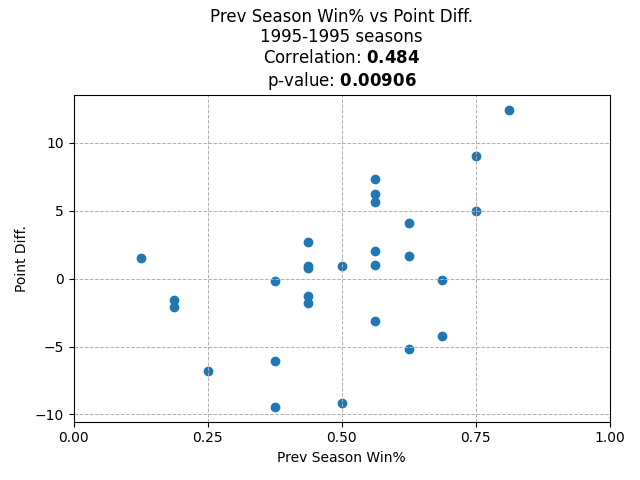 Prev Season Win% vs Point Diff.
1995-1995 seasons
Correlation: 0.484
p-value: 0.00906
Point Diff.
10
5
0
−5
−10
0.00 0.25 0.50 0.75 1.00
Prev Season Win%